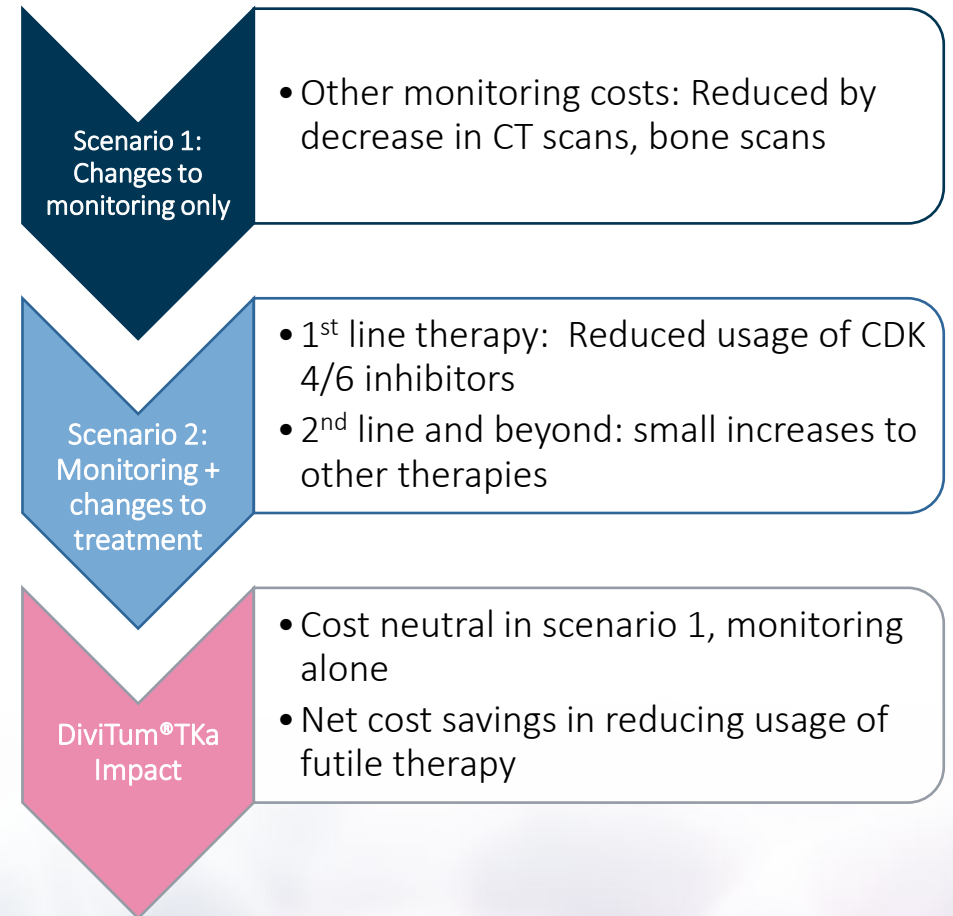 Scenario 1:
Changes to
monitoring only
• Other monitoring costs: Reduced by
decrease in CT scans, bone scans
Scenario 2:
Monitoring +
changes to
treatment
• 1st line therapy:  Reduced usage of CDK
4/6 inhibitors
• 2nd line and beyond: small increases to
other therapies
DiviTum®TKa
Impact
• Cost neutral in scenario 1, monitoring
alone
• Net cost savings in reducing usage of
futile therapy